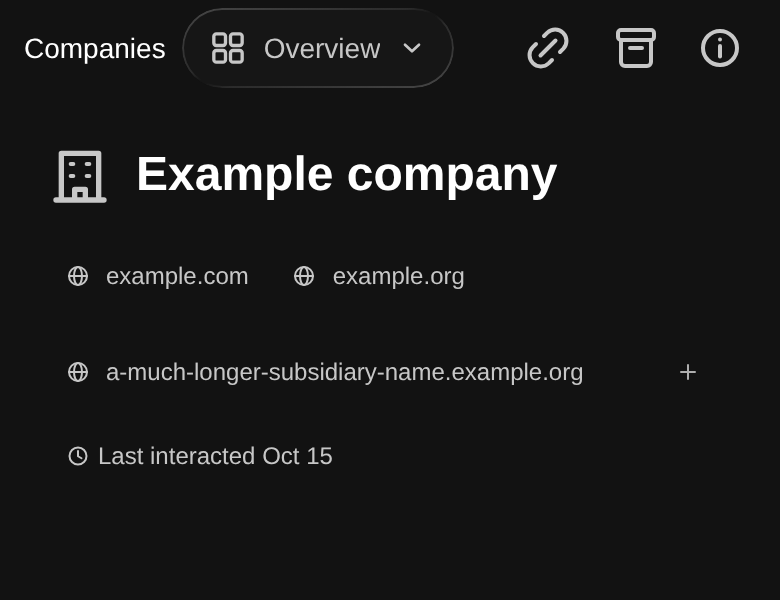 Companies Overview
Example company
example.com example.org
a-much-longer-subsidiary-name.example.org
Last interacted Oct 15